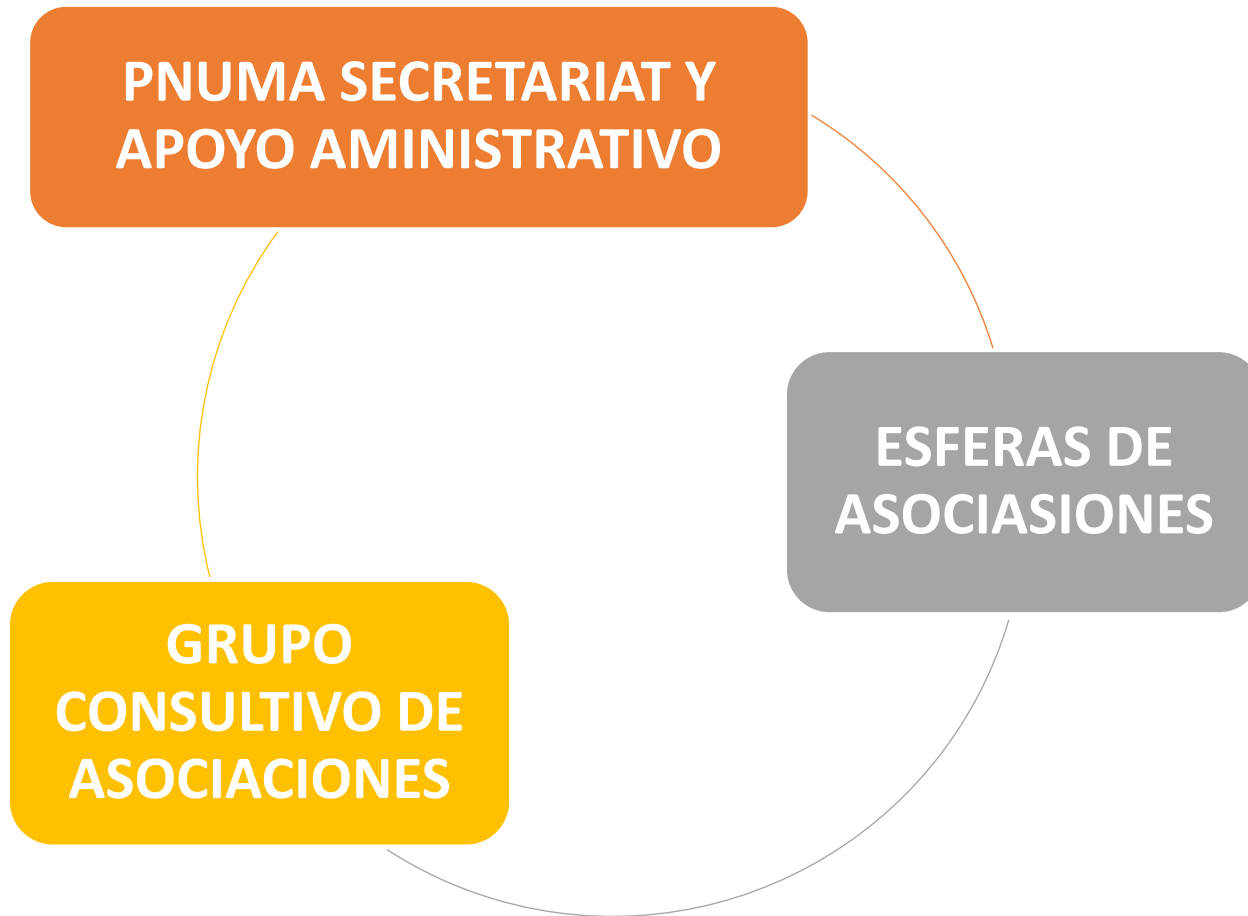 PNUMA SECRETARIAT Y
APOYO AMINISTRATIVO
ESFERAS DE
ASOCIASIONES
GRUPO
CONSULTIVO DE
ASOCIACIONES